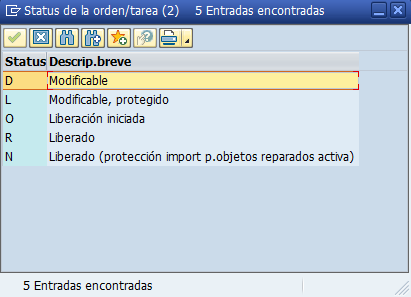 Status de la orden/tarea (2) 5 Entradas encontradas
Status Descrip.breve
D Modificable
L Modificable, protegido
O Liberación iniciada
R Liberado
N Liberado (protección import p.objetos reparados activa)
5 Entradas encontradas